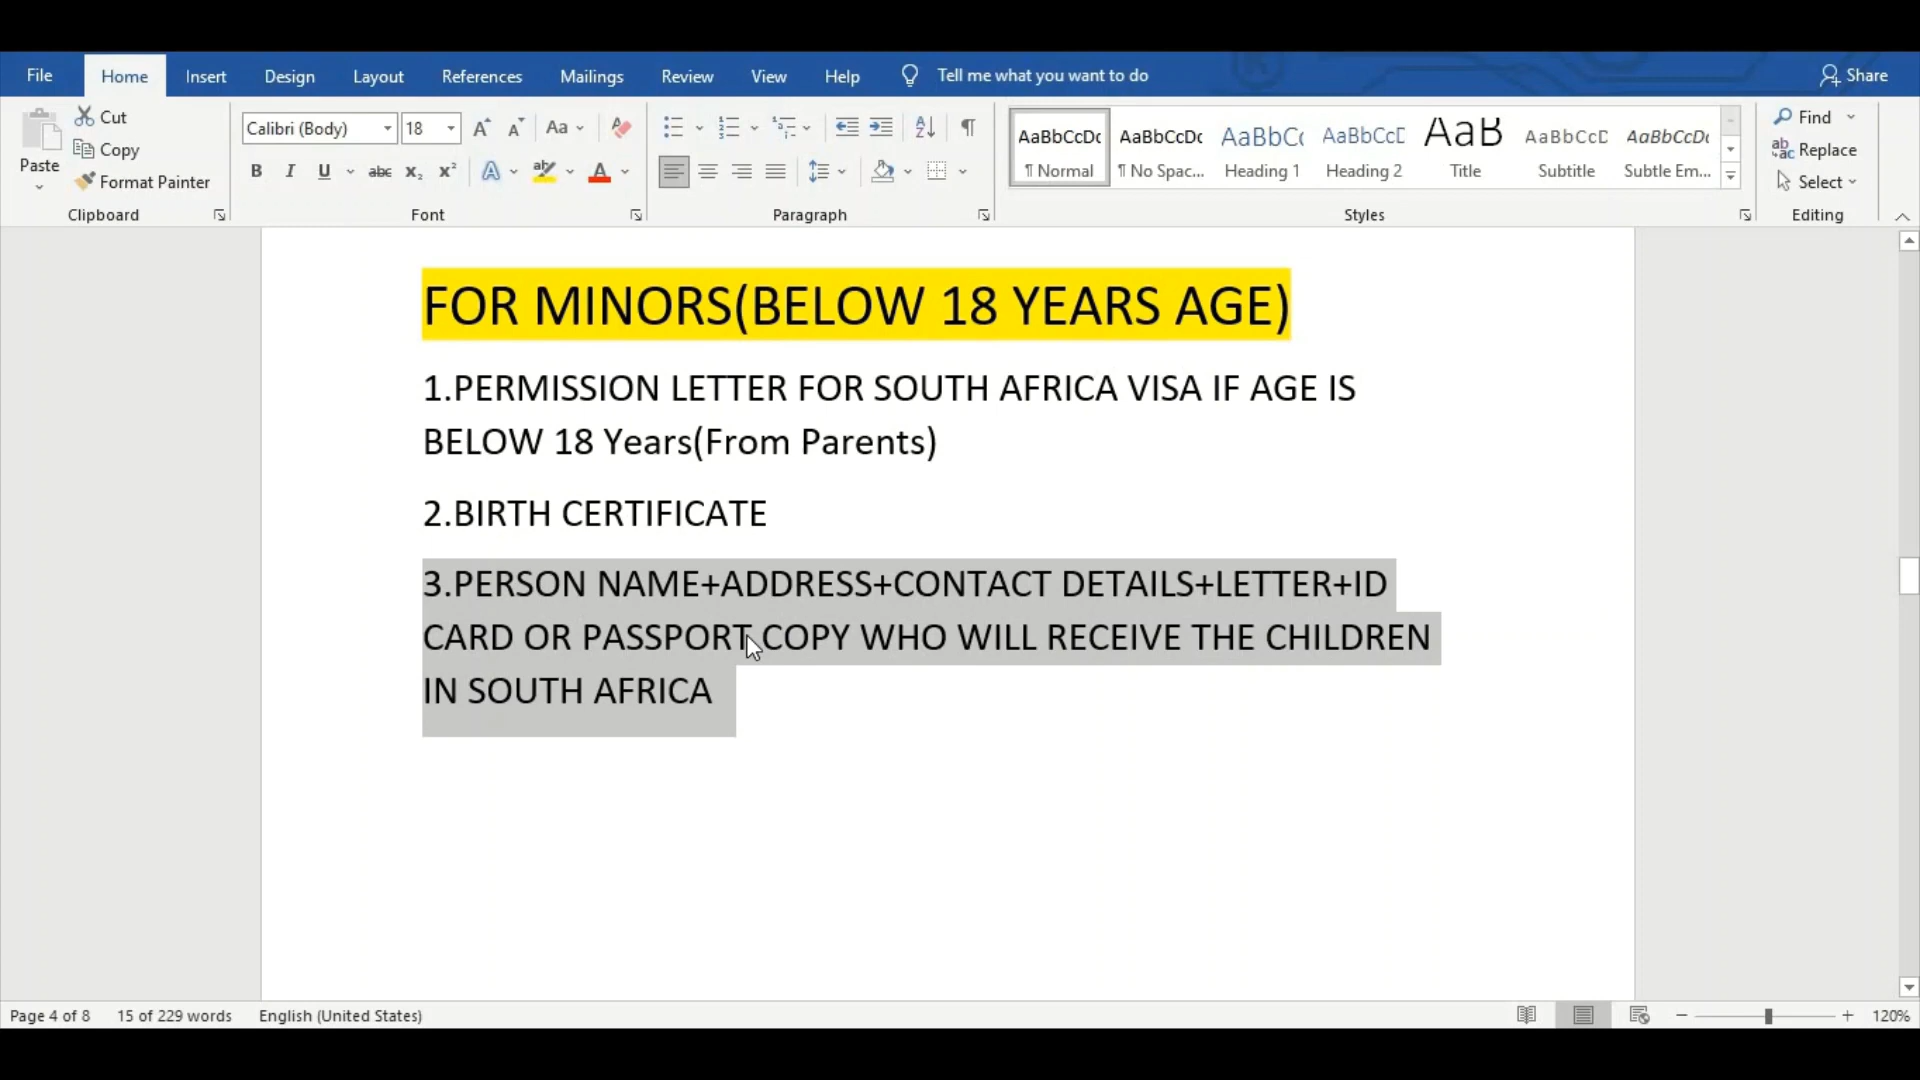 File Home Insert Design Layout References Mailings Review View Help Tell me what you want to do Share
Cut
Copy
Format Painter
Paste
Clipboard
Calibri (Body) 18
Font
Paragraph
AaBbCcDc AaBbCcDc AaBbC( AaBbCcD AaB AaBbCcD AaBbCcDc
¶ Normal ¶ No Spac... Heading 1 Heading 2 Title Subtitle Subtle Em...
Styles
Find
Replace
Select
Editing
FOR MINORS(BELOW 18 YEARS AGE)
1.PERMISSION LETTER FOR SOUTH AFRICA VISA IF AGE IS
BELOW 18 Years(From Parents)
2.BIRTH CERTIFICATE
3.PERSON NAME+ADDRESS+CONTACT DETAILS+LETTER+ID
CARD OR PASSPORT COPY WHO WILL RECEIVE THE CHILDREN
IN SOUTH AFRICA
Page 4 of 8 15 of 229 words English (United States) 120%